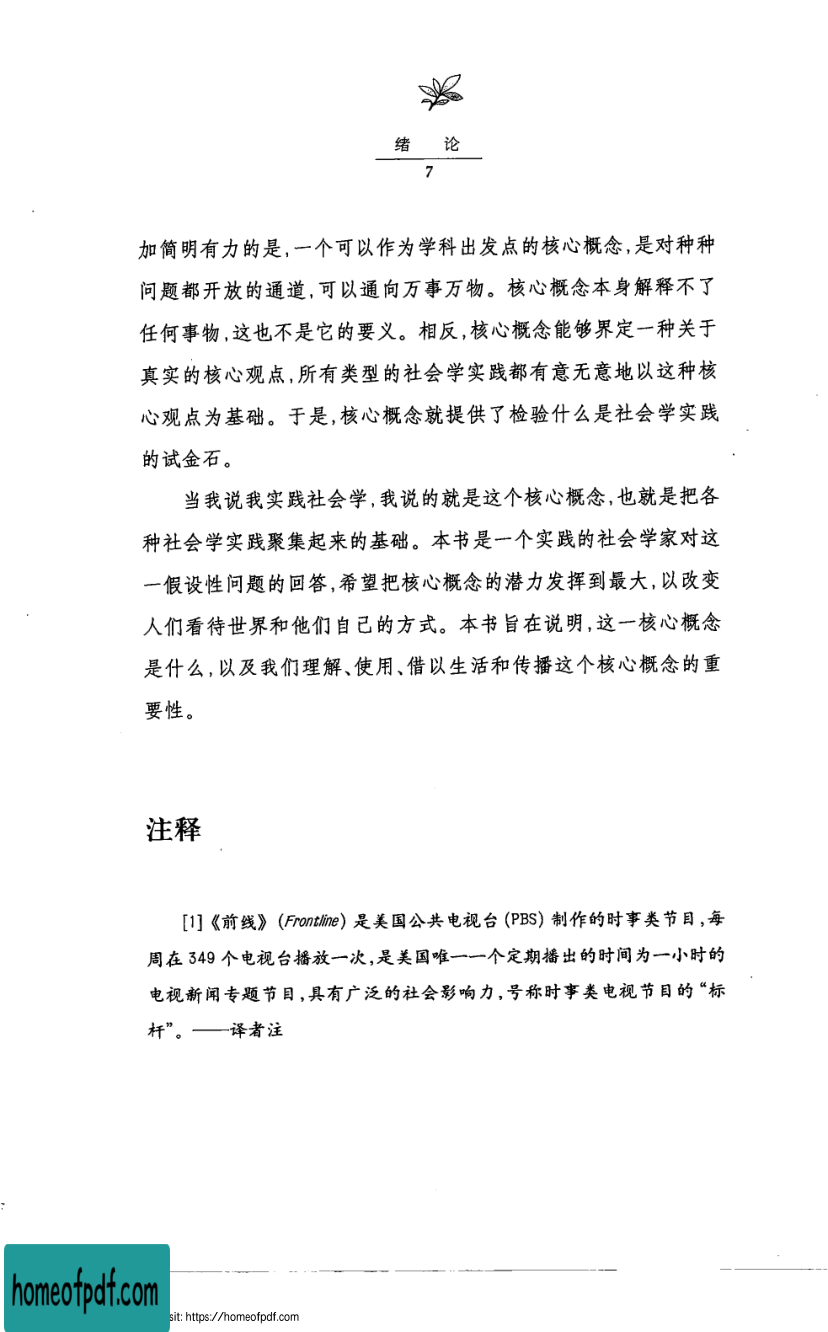 绪 论
7
加简明有力的是,一个可以作为学科出发点的核心概念,是对种种
问题都开放的通道,可以通向万事万物。核心概念本身解释不了
任何事物,这也不是它的要义。相反,核心概念能够界定一种关于
真实的核心观点,所有类型的社会学实践都有意无意地以这种核
心观点为基础。于是,核心概念就提供了检验什么是社会学实践
的试金石。
当我说我实践社会学,我说的就是这个核心概念,也就是把各
种社会学实践聚集起来的基础。本书是一个实践的社会学家对这
一假设性问题的回答,希望把核心概念的潜力发挥到最大,以改变
人们看待世界和他们自己的方式。本书旨在说明,这一核心概念
是什么,以及我们理解、使用、借以生活和传播这个核心概念的重
要性。
注释
[1]《前线》(Frontline)是美国公共电视台(PBS)制作的时事类节目,每
周在349个电视台播放一次,是美国唯一一个定期播出的时间为一小时的
电视新闻专题节目,具有广泛的社会影响力,号称时事类电视节目的“标
杆”。——译者注
homeofpdf.com
sit: https://homeofpdf.com